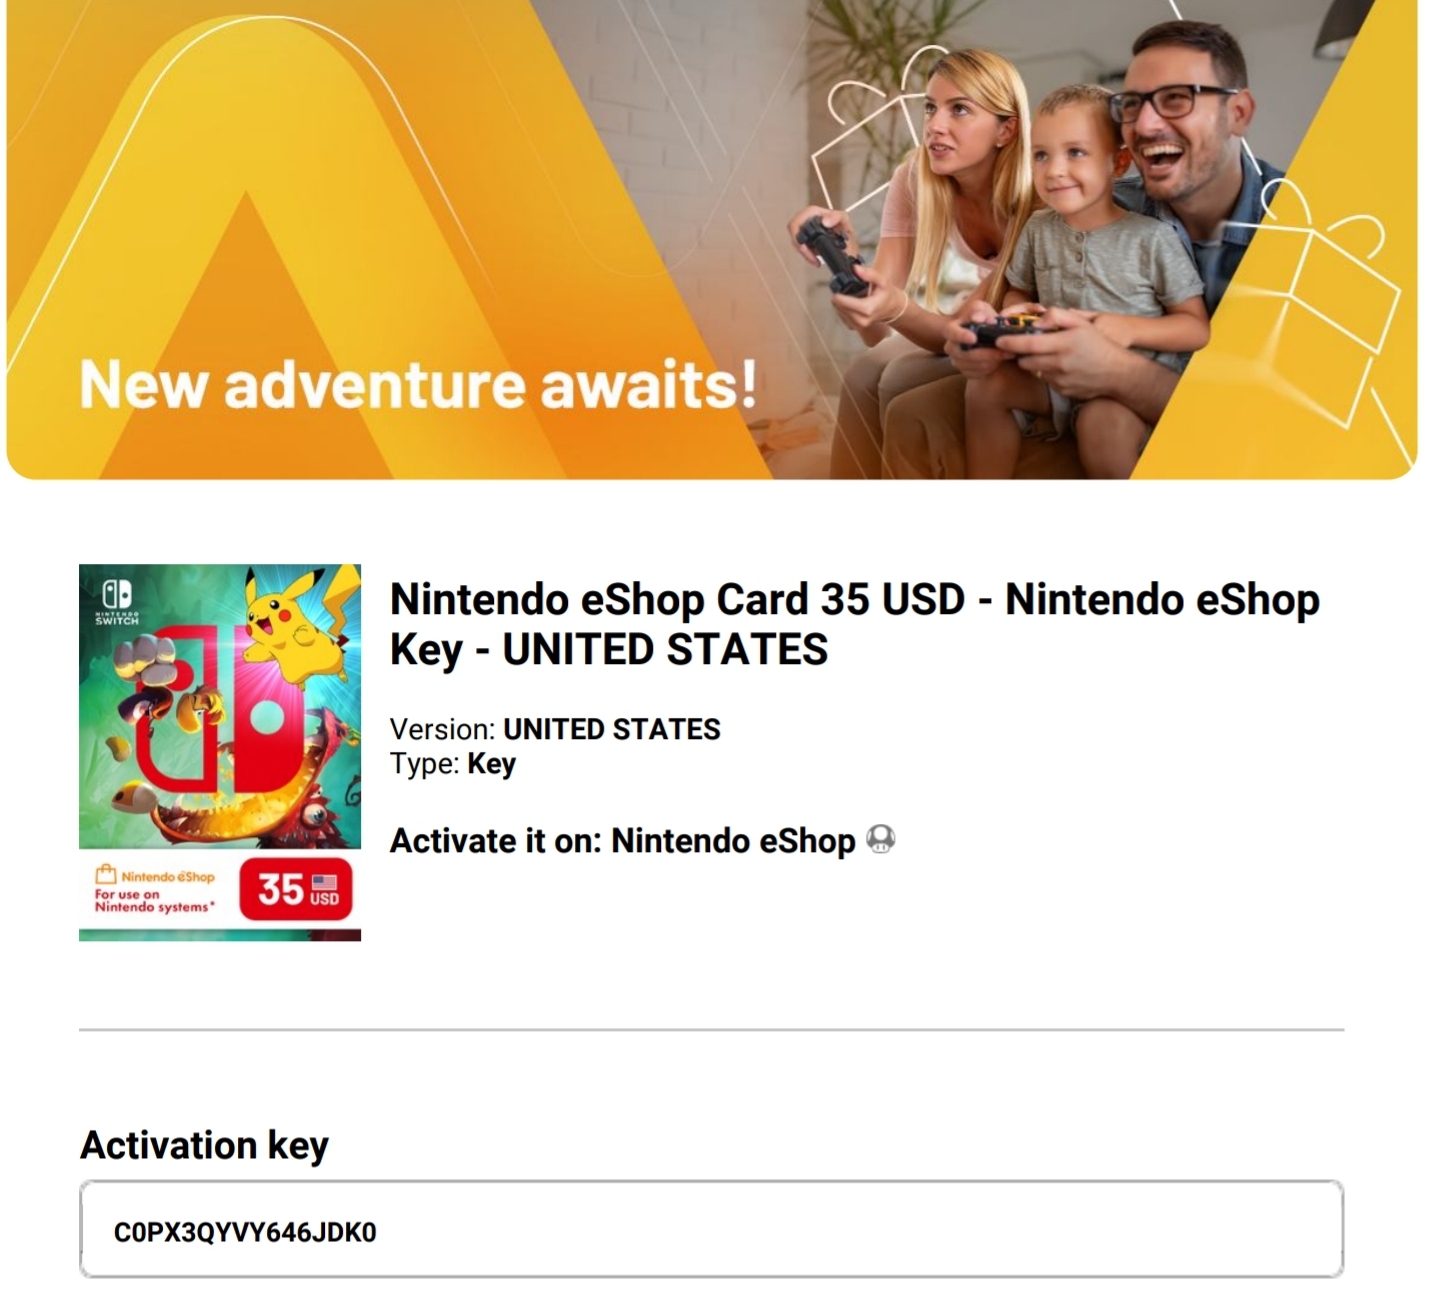 New adventure awaits!
NINTENDO
SWITCH
Nintendo eShop
For use on
Nintendo systems*
35
USD
Nintendo eShop Card 35 USD - Nintendo eShop
Key - UNITED STATES
Version: UNITED STATES
Type: Key
Activate it on: Nintendo eShop
Activation key
C0PX3QYVY646JDK0